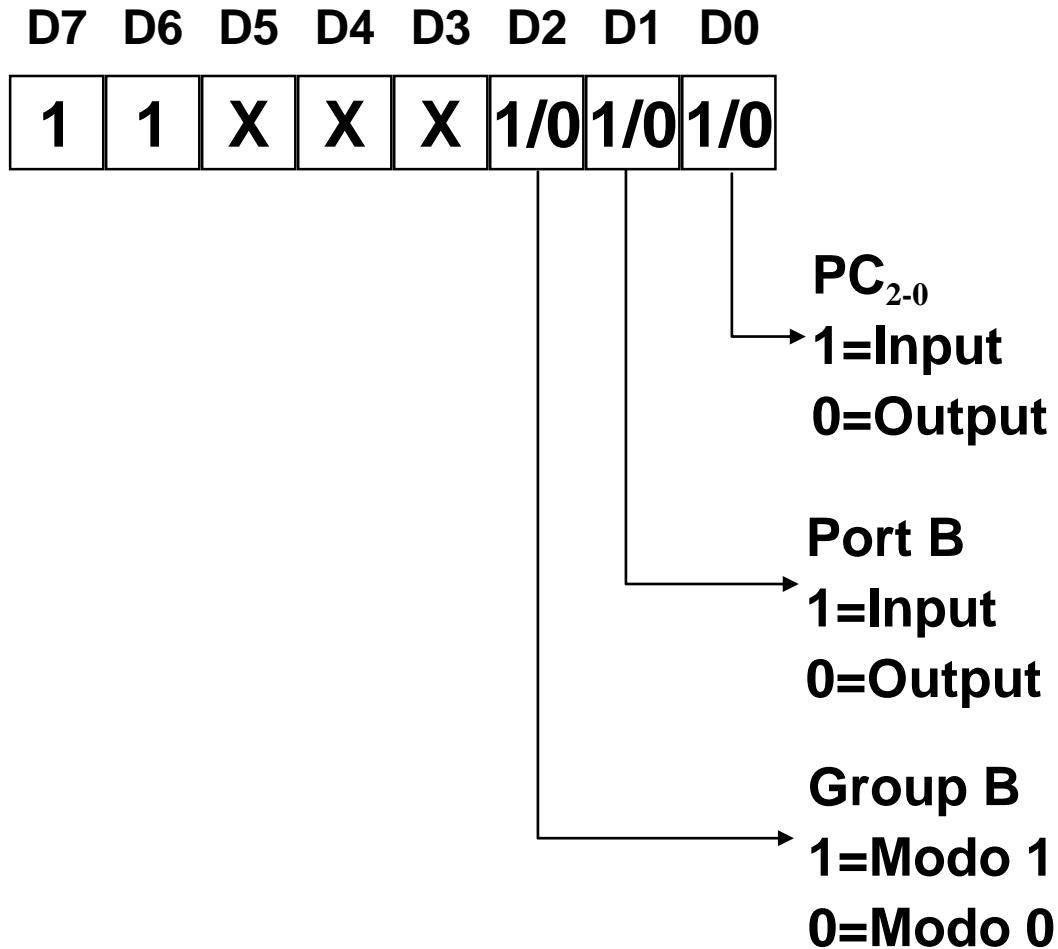 D7 D6 D5 D4 D3 D2 D1 D0
1 1 X X X 1/0 1/0 1/0
PC2-0
1=Input
0=Output
Port B
1=Input
0=Output
Group B
1=Modo 1
0=Modo 0